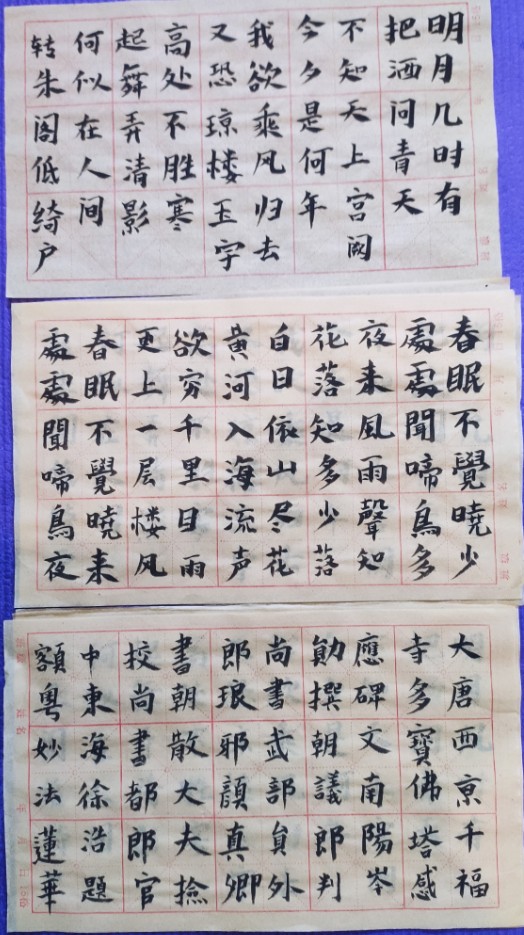 明月几时有
把酒问青天
不知天上宫阙
今夕是何年
我欲乘风归去
又恐琼楼玉宇
高处不胜寒
起舞弄清影
何似在人间
转朱阁低绮户
春眠不覺曉少
處處聞啼鳥多
夜来風雨聲知
花落知多少落
白日依山尽花
黄河入海流声
欲穷千里目雨
更上一层楼风
春眠不覺曉来
處處聞啼鳥夜
大唐西京千福
寺多寶佛塔感
應碑文南陽岑
勛撰朝議郎判
尚書武部員外
郎琅邪顏真卿
書朝散大夫撿
校尚書都郎官
中東海徐浩題
額粤妙法蓮華